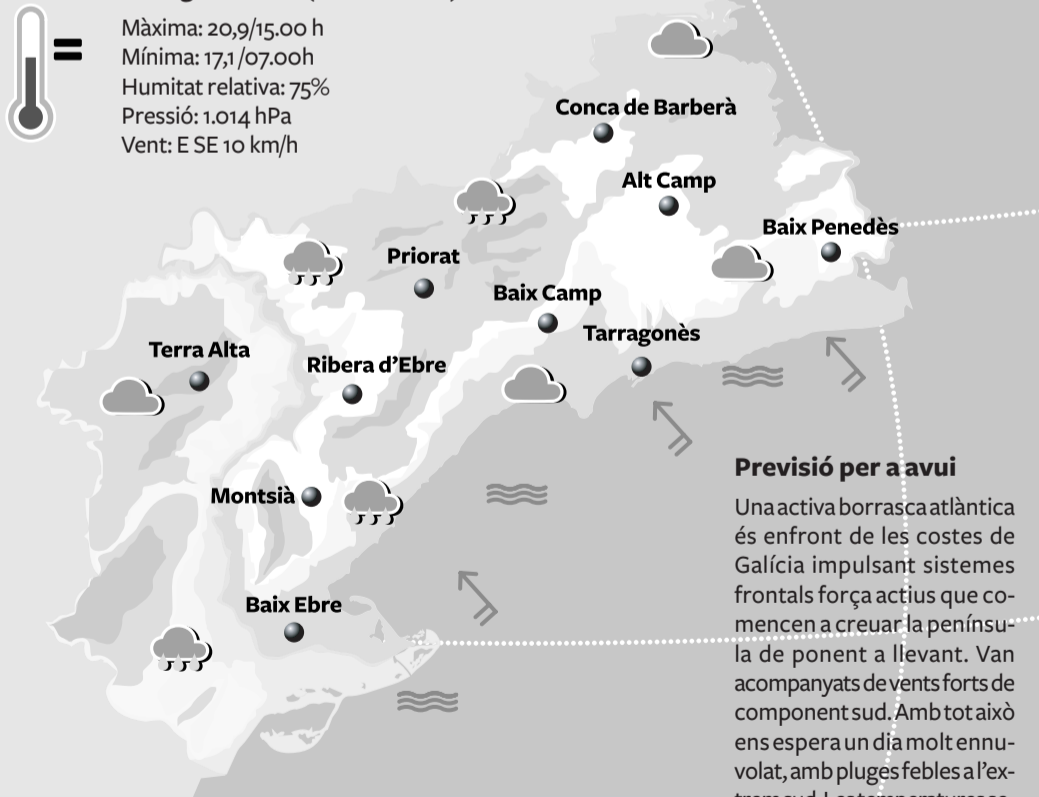 Màxima: 20,9/15.00 h
Mínima: 17,1/07.00h
Humitat relativa: 75%
Pressió: 1.014 hPa
Vent: E SE 10 km/h
Conca de Barberà
Alt Camp
Baix Penedès
Priorat
Baix Camp
Tarragonès
Terra Alta
Ribera d'Ebre
Montsià
Baix Ebre
Previsió per a avui
Una activa borrasca atlàntica
és enfront de les costes de
Galícia impulsant sistemes
frontals força actius que co-
mencen a creuar la penínsu-
la de ponent a llevant. Van
acompanyats de vents forts de
component sud. Amb tot això
ens espera un dia molt ennu-
volat, amb pluges febles a l'ex-